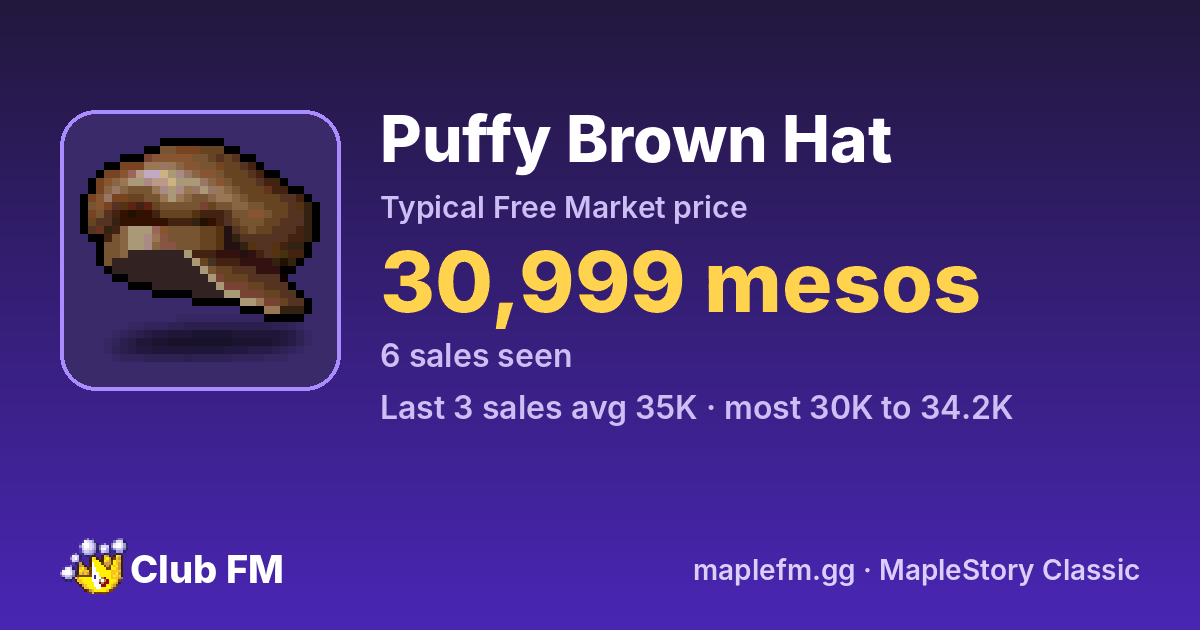 Puffy Brown Hat
Typical Free Market price
30,999 mesos
6 sales seen
Last 3 sales avg 35K · most 30K to 34.2K
Club FM
maplefm.gg · MapleStory Classic